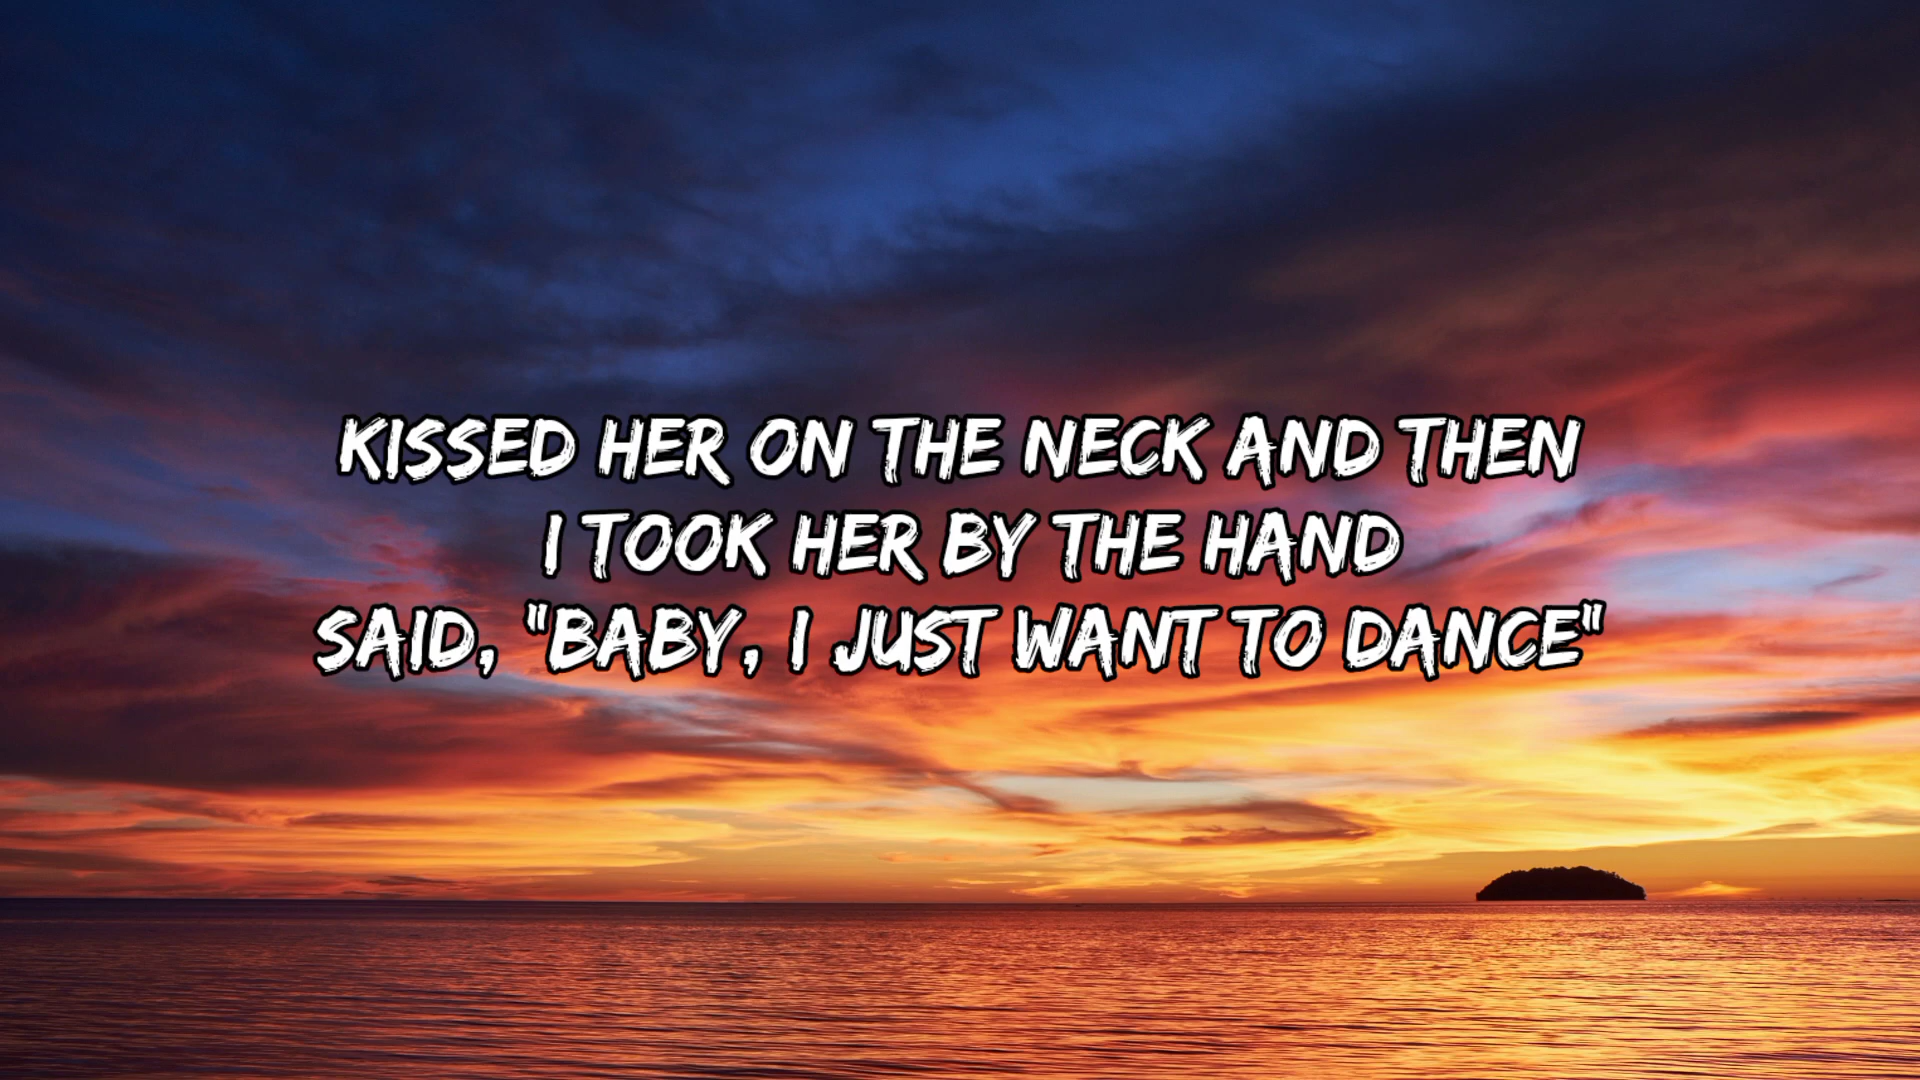 KISSED HER ON THE NECK AND THEN
I TOOK HER BY THE HAND
SAID, "BABY, I JUST WANT TO DANCE"